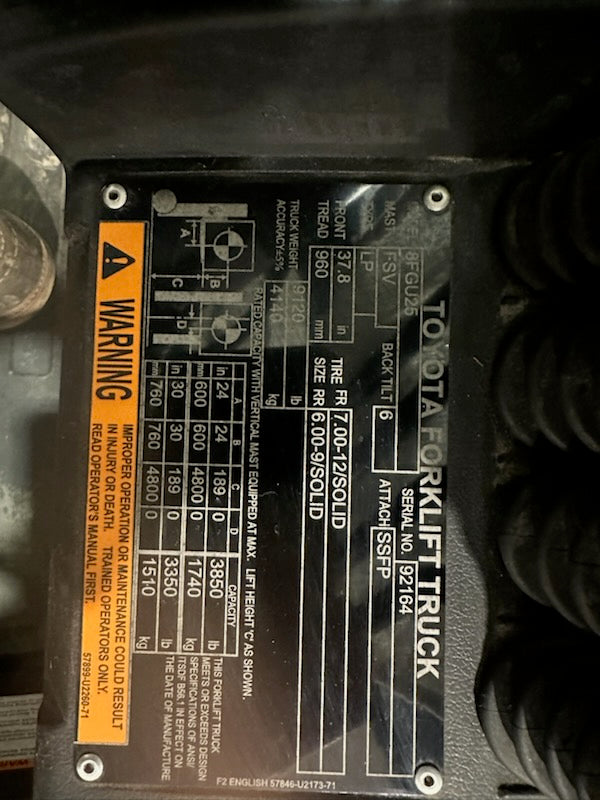 TOYOTA FORKLIFT TRUCK
8FGU25 SERIAL NO. 92184
MAST FSV BACK TILT 6 ATTACH SSFP
TYPE LP
FRONT TREAD 37.8 in TIRE FR 7.00-12/SOLID
960 mm SIZE RR 6.00-9/SOLID
TRUCK WEIGHT 9120 lb
ACCURACY±5% 4140 kg
RATED CAPACITY WITH VERTICAL MAST EQUIPPED AT MAX. LIFT HEIGHT 'C' AS SHOWN.
A B C D CAPACITY
in 24 24 189 0 3850 lb
mm 600 600 4800 0 1740 kg
in 30 30 189 0 3350 lb
mm 760 760 4800 0 1510 kg
A B C D
THIS FORKLIFT TRUCK
MEETS OR EXCEEDS DESIGN
SPECIFICATIONS OF ANSI/
ITSDF B56.1 IN EFFECT ON
THE DATE OF MANUFACTURE
F2 ENGLISH 57846-U2173-71
WARNING
IMPROPER OPERATION OR MAINTENANCE COULD RESULT
IN INJURY OR DEATH. TRAINED OPERATORS ONLY.
READ OPERATOR'S MANUAL FIRST.
57899-U2260-71